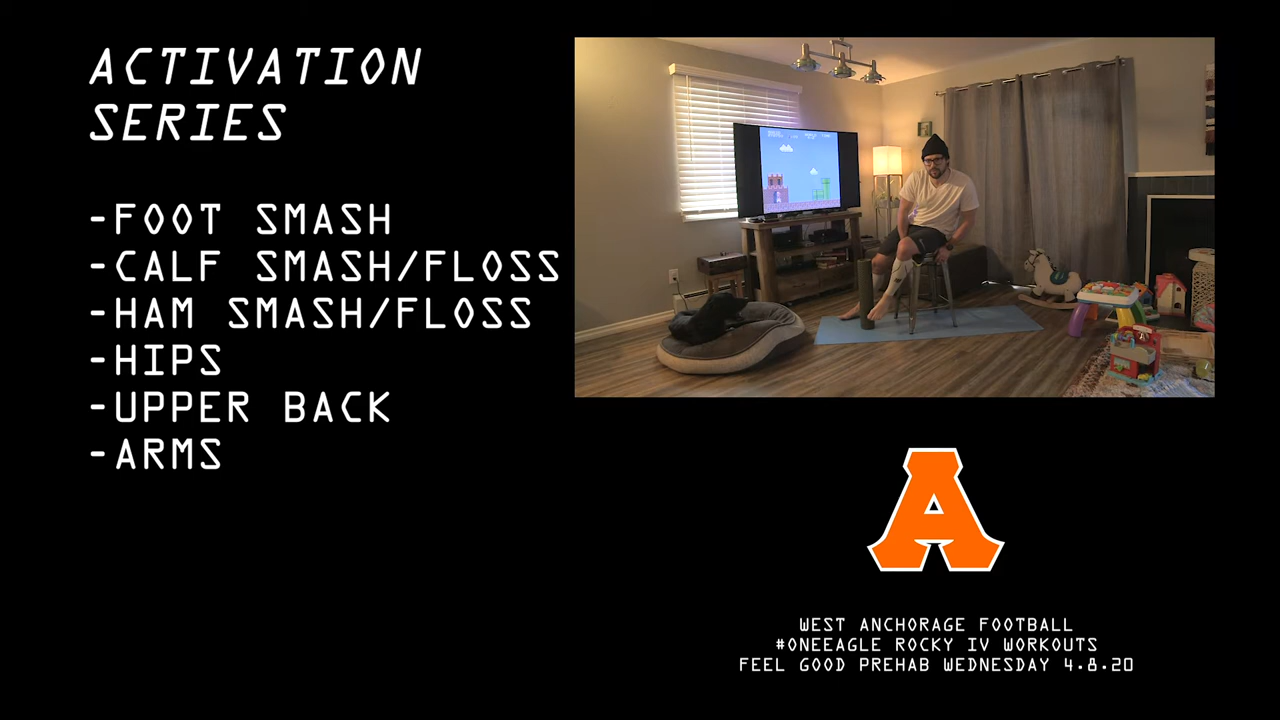 ACTIVATION
SERIES
-FOOT SMASH
-CALF SMASH/FLOSS
-HAM SMASH/FLOSS
-HIPS
-UPPER BACK
-ARMS
A
WEST ANCHORAGE FOOTBALL
#ONEEAGLE ROCKY IV WORKOUTS
FEEL GOOD PREHAB WEDNESDAY 4.8.20